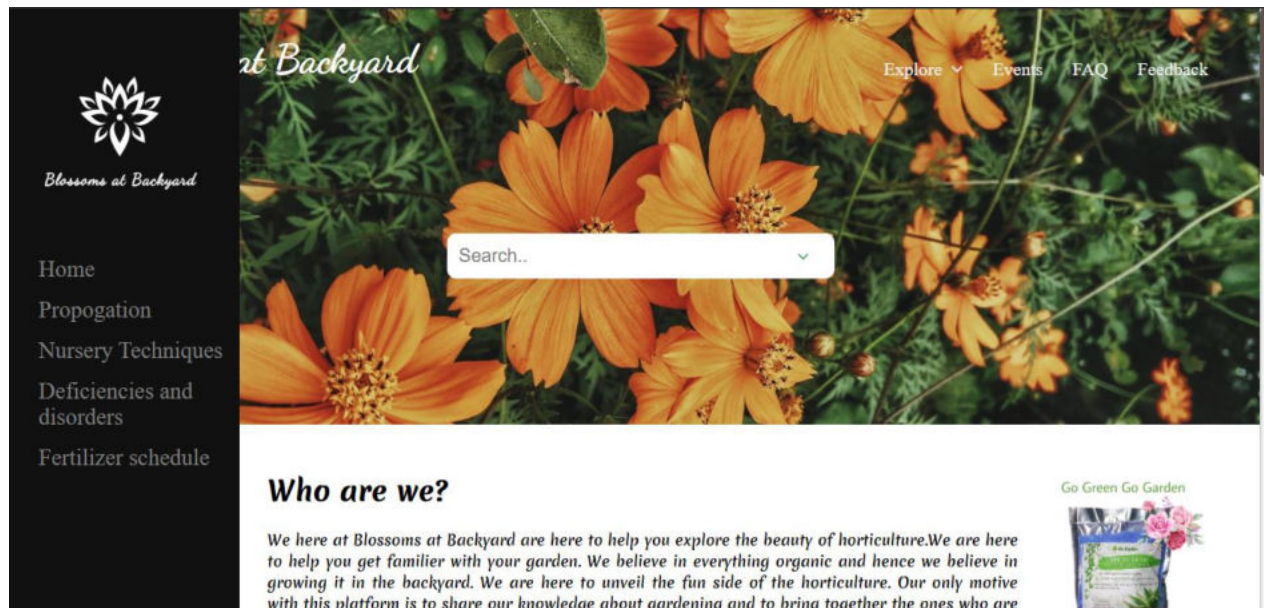 at Backyard
Explore
Events
FAQ
Feedback
Blossoms at Backyard
Home
Propogation
Nursery Techniques
Deficiencies and
disorders
Fertilizer schedule
Search..
Who are we?
We here at Blossoms at Backyard are here to help you explore the beauty of horticulture.We are here
to help you get familier with your garden. We believe in everything organic and hence we believe in
growing it in the backyard. We are here to unveil the fun side of the horticulture. Our only motive
with this platform is to share our knowledge about gardening and to bring together the ones who are
Go Green Go Garden